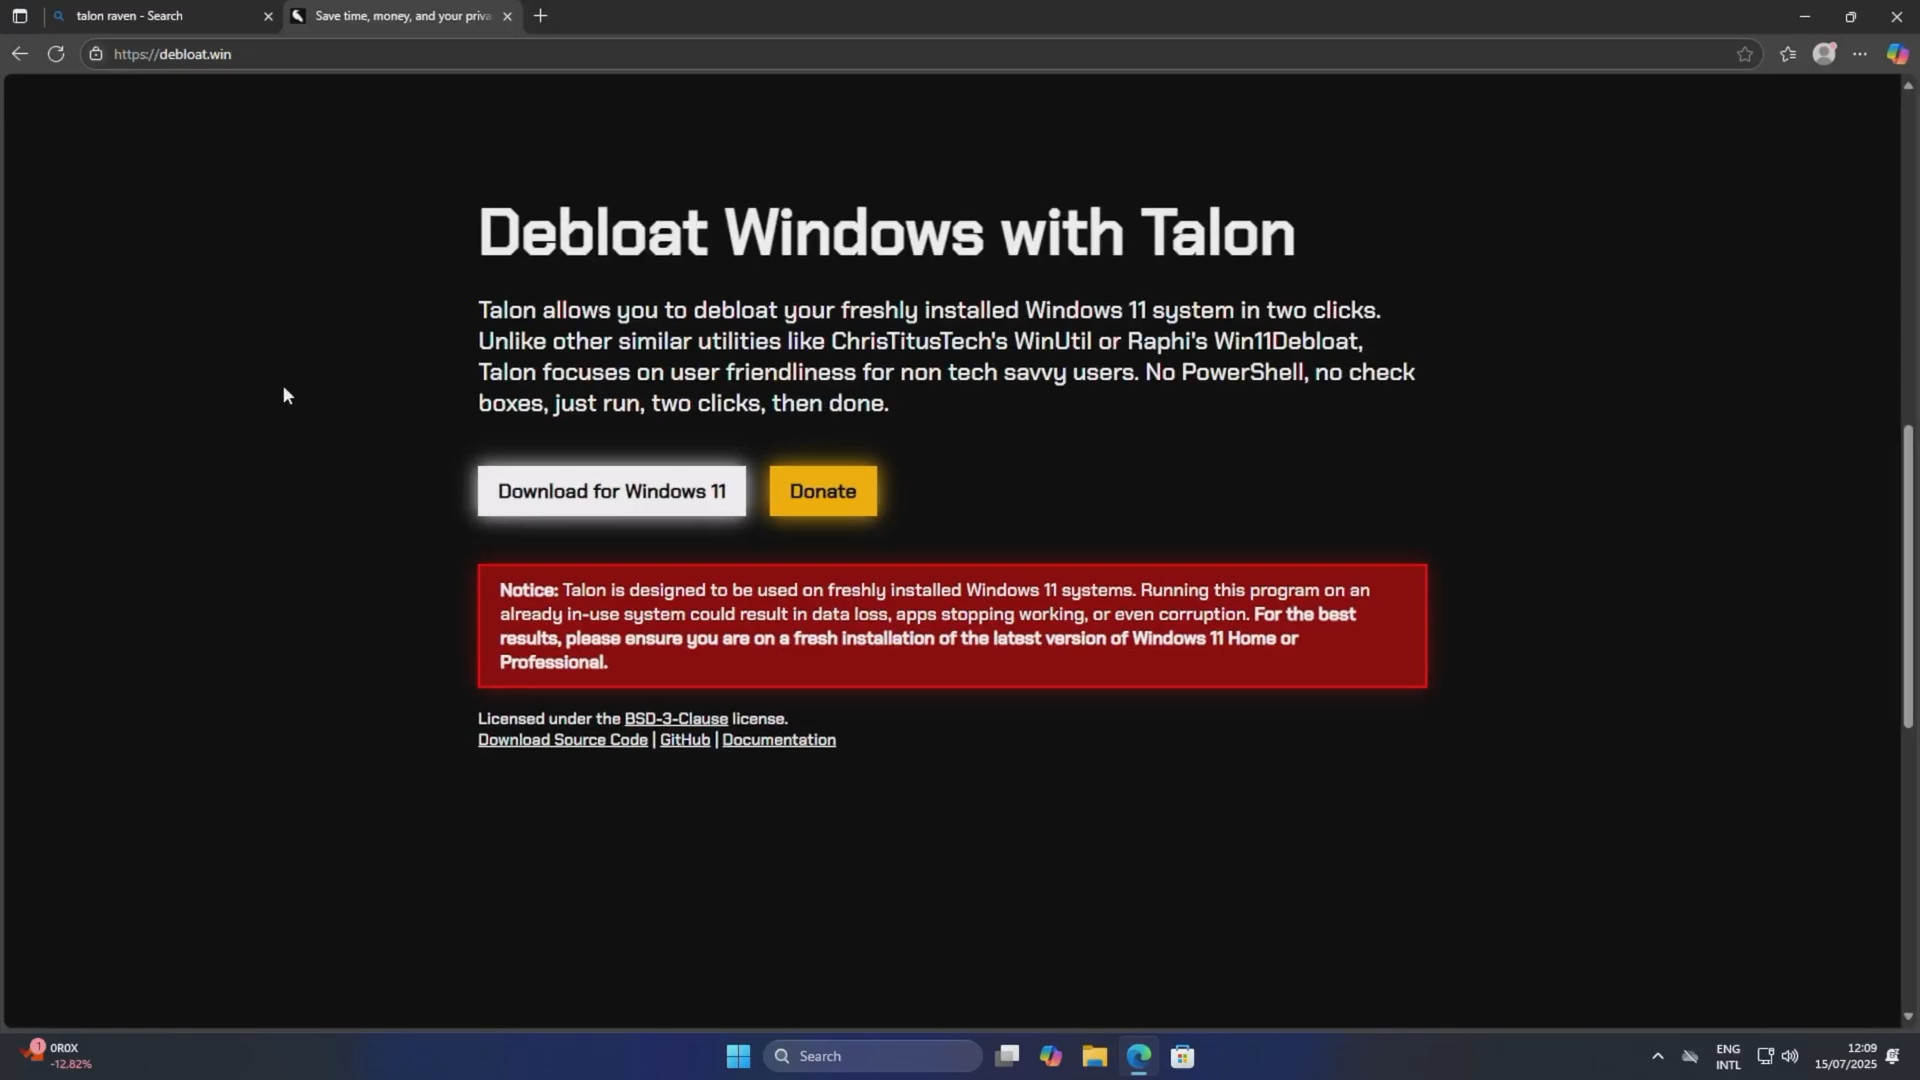 talon raven - Search
Save time, money, and your priva
https://debloat.win
Debloat Windows with Talon
Talon allows you to debloat your freshly installed Windows 11 system in two clicks.
Unlike other similar utilities like ChrisTitusTech's WinUtil or Raphi's Win11Debloat,
Talon focuses on user friendliness for non tech savvy users. No PowerShell, no check
boxes, just run, two clicks, then done.
Download for Windows 11
Donate
Notice: Talon is designed to be used on freshly installed Windows 11 systems. Running this program on an
already in-use system could result in data loss, apps stopping working, or even corruption. For the best
results, please ensure you are on a fresh installation of the latest version of Windows 11 Home or
Professional.
Licensed under the BSD-3-Clause license.
Download Source Code | GitHub | Documentation
1
0R0X
-12.82%
Search
ENG
INTL
12:09
15/07/2025